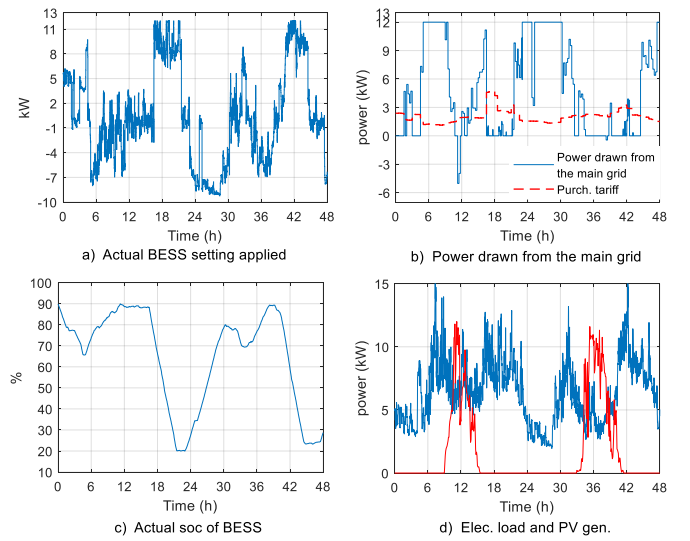 13
11
8
5
2
-1
-4
-7
-10
kW
0 6 12 18 24 30 36 42 48
Time (h)
a) Actual BESS setting applied
13
12
9
6
3
0
-3
-6
power (kW)
Power drawn from
the main grid
Purch. tariff
0 6 12 18 24 30 36 42 48
Time (h)
b) Power drawn from the main grid
100
90
80
70
60
50
40
30
20
10
%
0 6 12 18 24 30 36 42 48
Time (h)
c) Actual soc of BESS
15
10
5
0
power (kW)
0 6 12 18 24 30 36 42 48
Time (h)
d) Elec. load and PV gen.